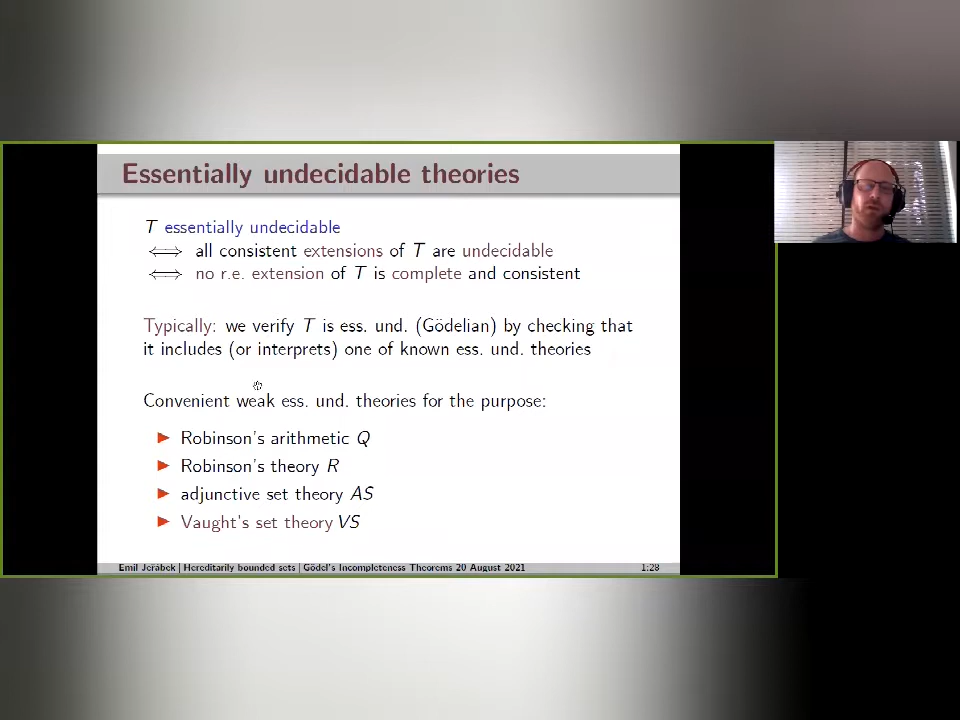 Essentially undecidable theories
T essentially undecidable
⟺ all consistent extensions of T are undecidable
⟺ no r.e. extension of T is complete and consistent
Typically: we verify T is ess. und. (Gödelian) by checking that
it includes (or interprets) one of known ess. und. theories
Convenient weak ess. und. theories for the purpose:
▶ Robinson's arithmetic Q
▶ Robinson's theory R
▶ adjunctive set theory AS
▶ Vaught's set theory VS
Emil Jeřábek | Hereditarily bounded sets | Gödel's Incompleteness Theorems 20 August 2021 1:28